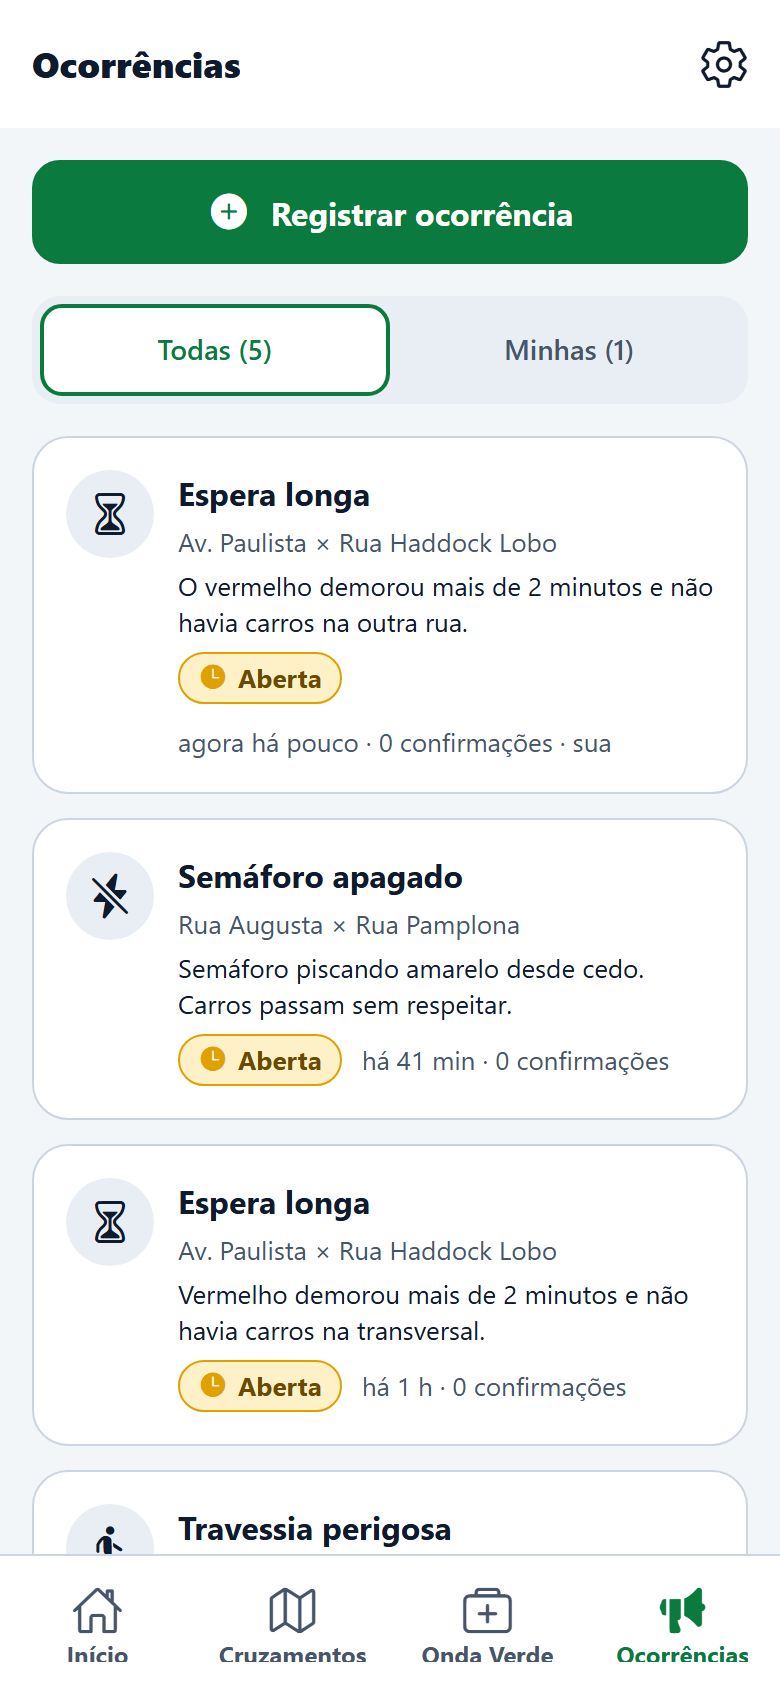 Ocorrências
Registrar ocorrência
Todas (5)
Minhas (1)
Espera longa
Av. Paulista × Rua Haddock Lobo
O vermelho demorou mais de 2 minutos e não
havia carros na outra rua.
Aberta
agora há pouco · 0 confirmações · sua
Semáforo apagado
Rua Augusta × Rua Pamplona
Semáforo piscando amarelo desde cedo.
Carros passam sem respeitar.
Aberta há 41 min · 0 confirmações
Espera longa
Av. Paulista × Rua Haddock Lobo
Vermelho demorou mais de 2 minutos e não
havia carros na transversal.
Aberta há 1 h · 0 confirmações
Travessia perigosa
Início Cruzamentos Onda Verde Ocorrências